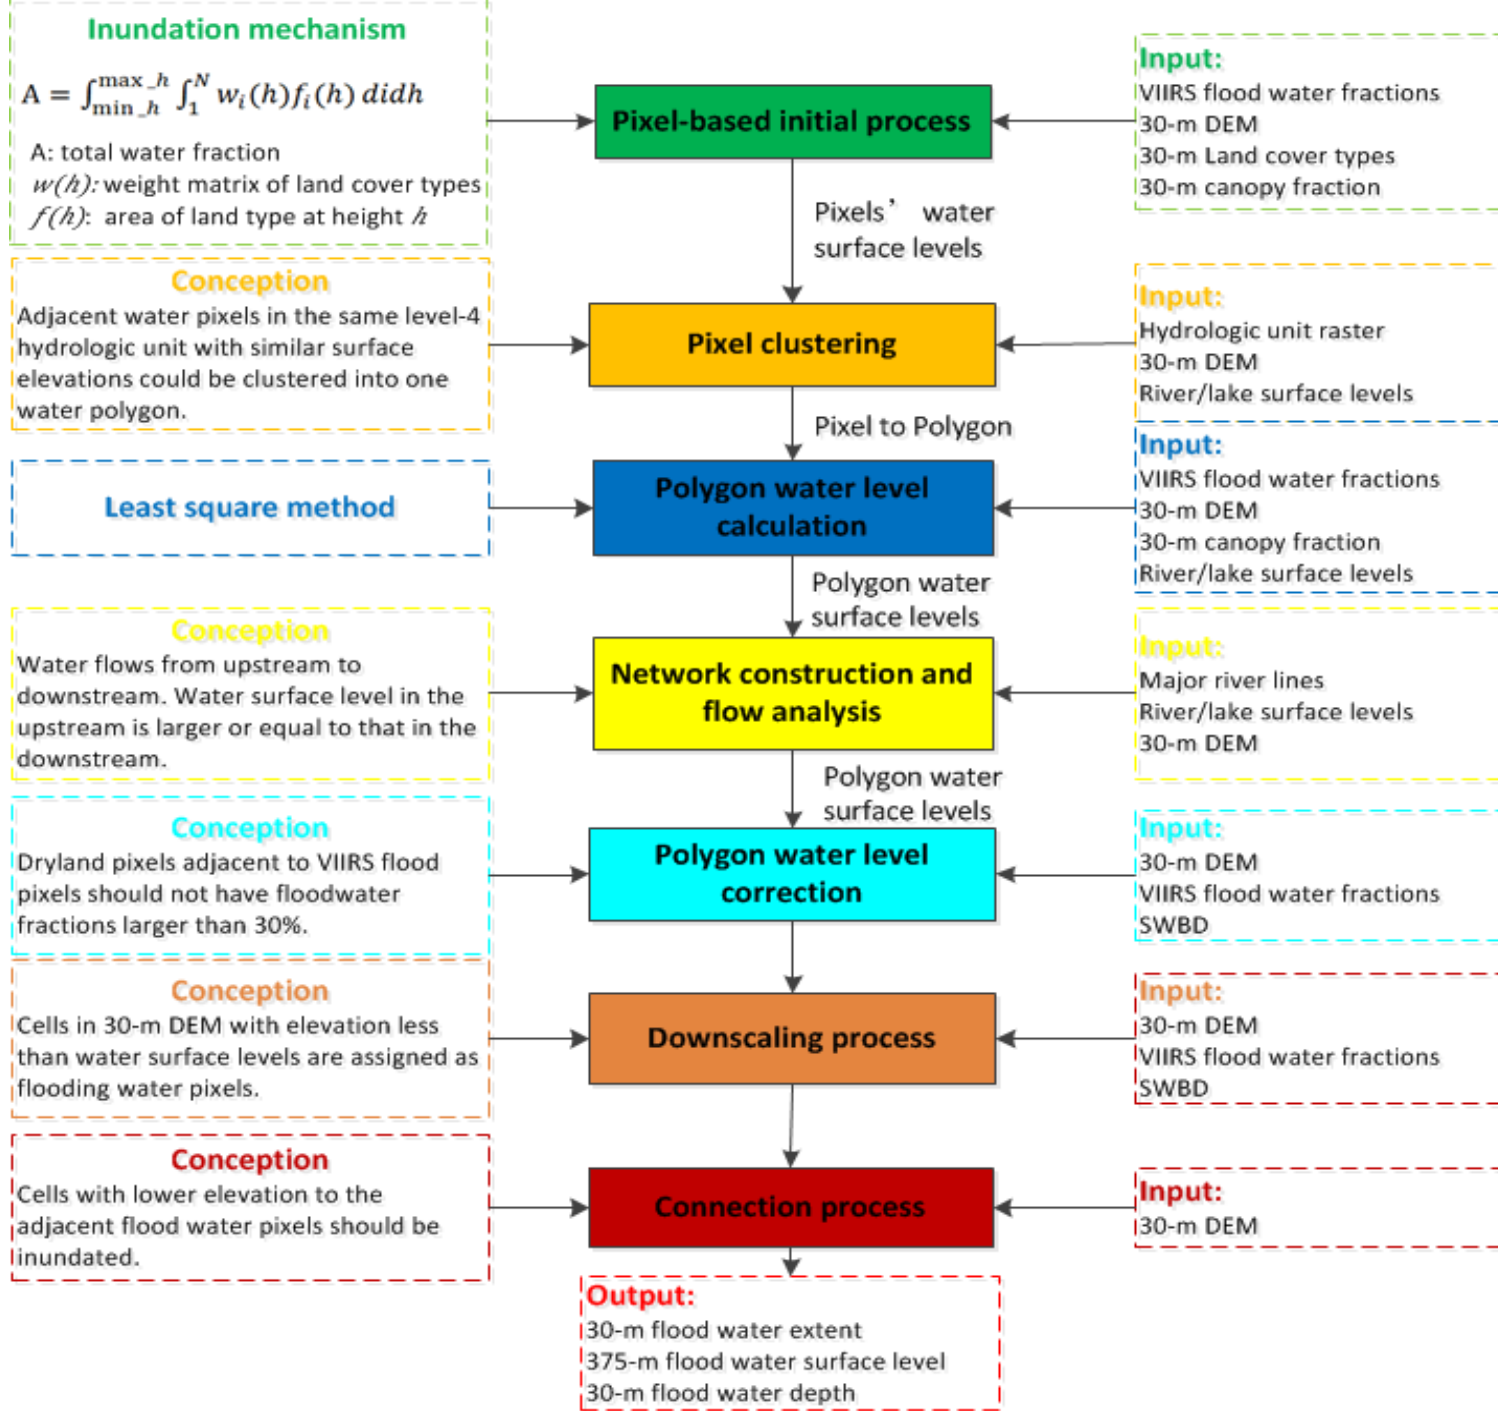 Inundation mechanism
A = ∫_{min_h}^{max_h} ∫_1^N w_i(h)f_i(h) didh
A: total water fraction
w(h): weight matrix of land cover types
f(h): area of land type at height h
Pixel-based initial process
Input:
VIIRS flood water fractions
30-m DEM
30-m Land cover types
30-m canopy fraction
Pixels’ water
surface levels
Conception
Adjacent water pixels in the same level-4
hydrologic unit with similar surface
elevations could be clustered into one
water polygon.
Pixel clustering
Input:
Hydrologic unit raster
30-m DEM
River/lake surface levels
Pixel to Polygon
Least square method
Polygon water level
calculation
Input:
VIIRS flood water fractions
30-m DEM
30-m canopy fraction
River/lake surface levels
Polygon water
surface levels
Conception
Water flows from upstream to
downstream. Water surface level in the
upstream is larger or equal to that in the
downstream.
Network construction and
flow analysis
Input:
Major river lines
River/lake surface levels
30-m DEM
Polygon water
surface levels
Conception
Dryland pixels adjacent to VIIRS flood
pixels should not have floodwater
fractions larger than 30%.
Polygon water level
correction
Input:
30-m DEM
VIIRS flood water fractions
SWBD
Conception
Cells in 30-m DEM with elevation less
than water surface levels are assigned as
flooding water pixels.
Downscaling process
Input:
30-m DEM
VIIRS flood water fractions
SWBD
Conception
Cells with lower elevation to the
adjacent flood water pixels should be
inundated.
Connection process
Input:
30-m DEM
Output:
30-m flood water extent
375-m flood water surface level
30-m flood water depth